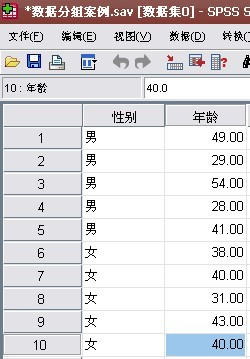 *数据分组案例.sav [数据集0] - SPSS S
文件(F) 编辑(E) 视图(V) 数据(D) 转换(
10 : 年龄 40.0
性别 年龄
1 男 49.00
2 男 29.00
3 男 54.00
4 男 28.00
5 男 41.00
6 女 38.00
7 女 40.00
8 女 31.00
9 女 43.00
10 女 40.00